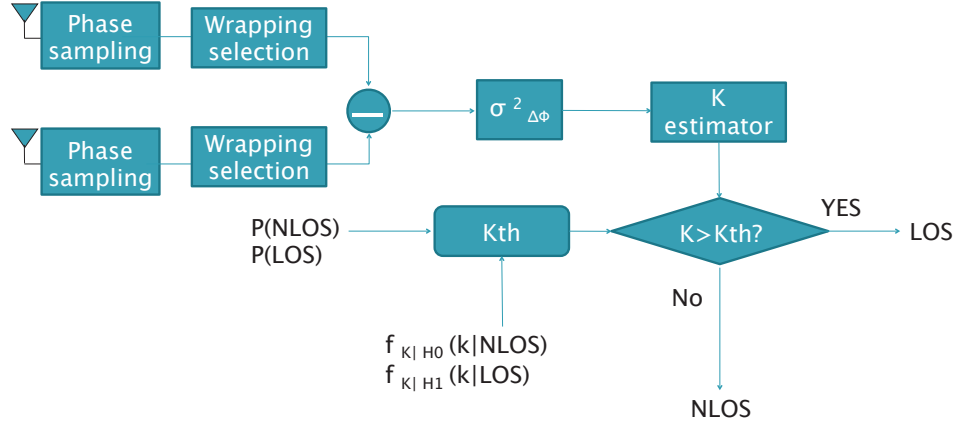 Phase
sampling
Wrapping
selection
σ 2 ΔΦ
K
estimator
Phase
sampling
Wrapping
selection
P(NLOS)
P(LOS)
Kth
K>Kth?
YES
LOS
No
f K| H0 (k|NLOS)
f K| H1 (k|LOS)
NLOS